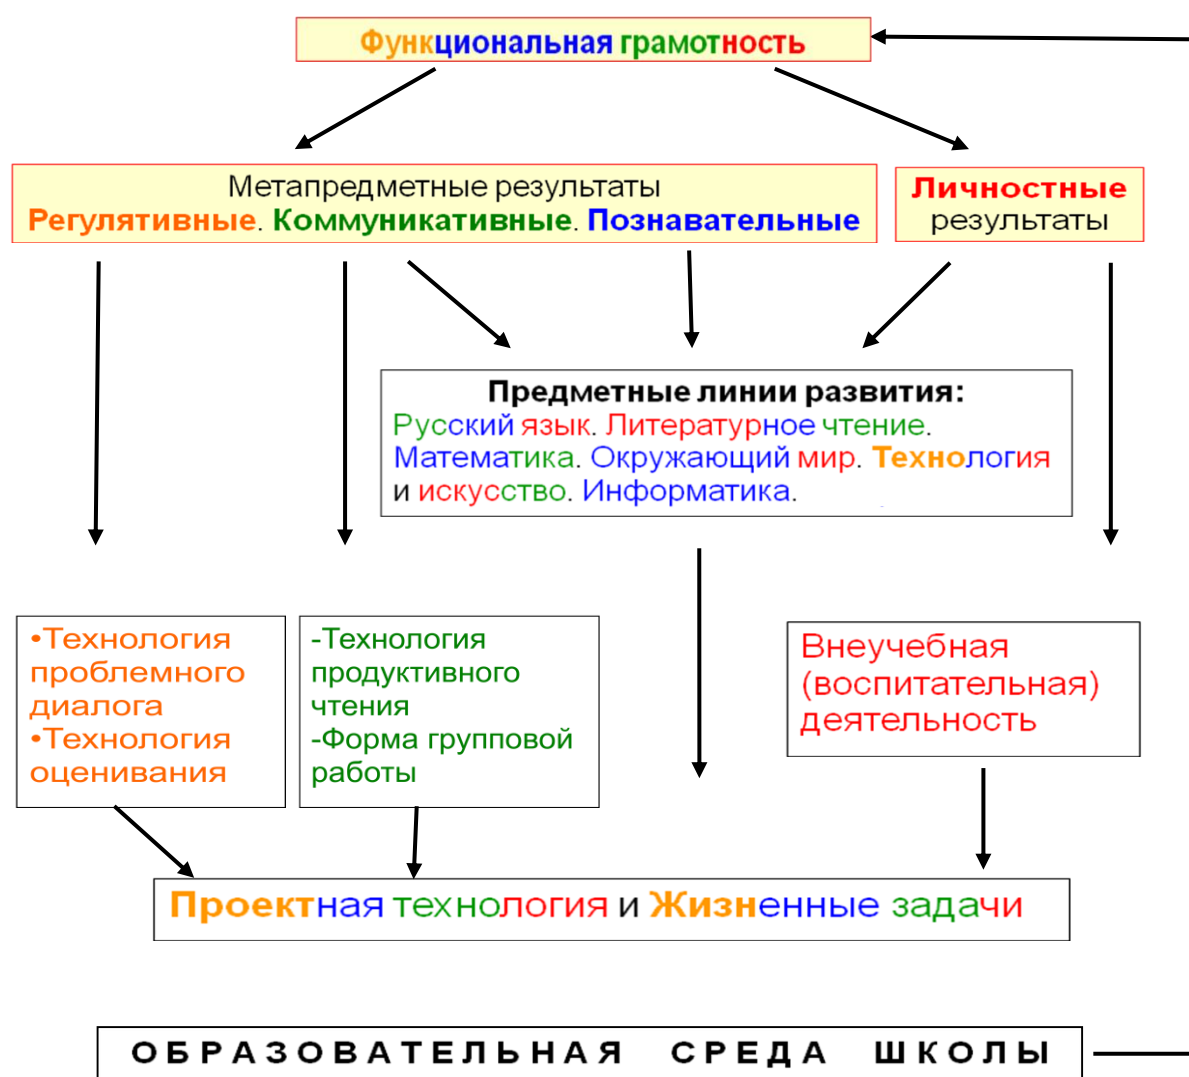 Функциональная грамотность
Метапредметные результаты
Регулятивные. Коммуникативные. Познавательные
Личностные
результаты
Предметные линии развития:
Русский язык. Литературное чтение.
Математика. Окружающий мир. Технология
и искусство. Информатика.
•Технология
проблемного
диалога
•Технология
оценивания
-Технология
продуктивного
чтения
-Форма групповой
работы
Внеучебная
(воспитательная)
деятельность
Проектная технология и Жизненные задачи
ОБРАЗОВАТЕЛЬНАЯ СРЕДА ШКОЛЫ